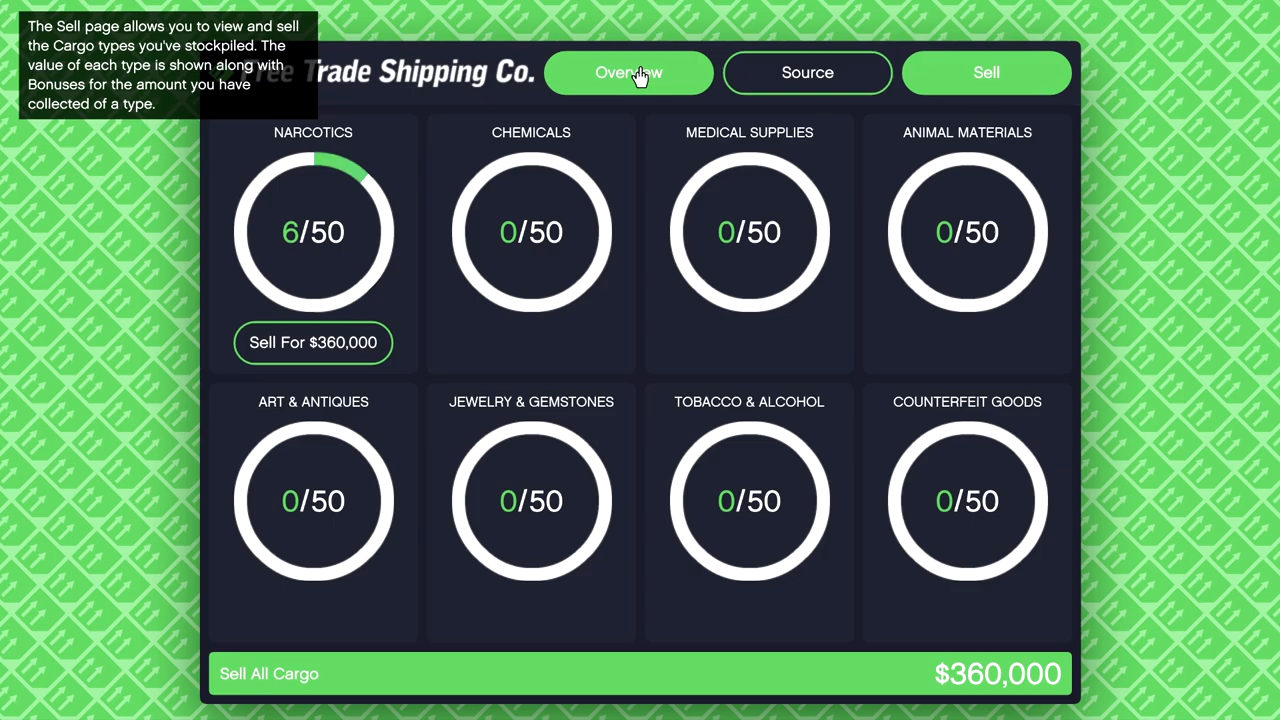 The Sell page allows you to view and sell
the Cargo types you've stockpiled. The
value of each type is shown along with
Bonuses for the amount you have
collected of a type.
Free Trade Shipping Co.
Overview
Source
Sell
NARCOTICS
CHEMICALS
MEDICAL SUPPLIES
ANIMAL MATERIALS
6/50
0/50
0/50
0/50
Sell For $360,000
ART & ANTIQUES
JEWELRY & GEMSTONES
TOBACCO & ALCOHOL
COUNTERFEIT GOODS
0/50
0/50
0/50
0/50
Sell All Cargo
$360,000